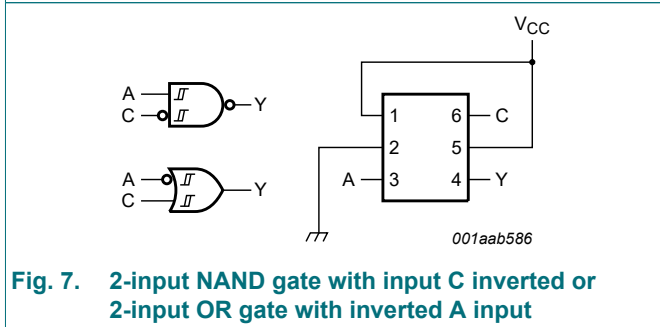 VCC
A
C
Y
A
C
Y
1
6
C
2
5
A
3
4
Y
001aab586
Fig. 7. 2-input NAND gate with input C inverted or
2-input OR gate with inverted A input